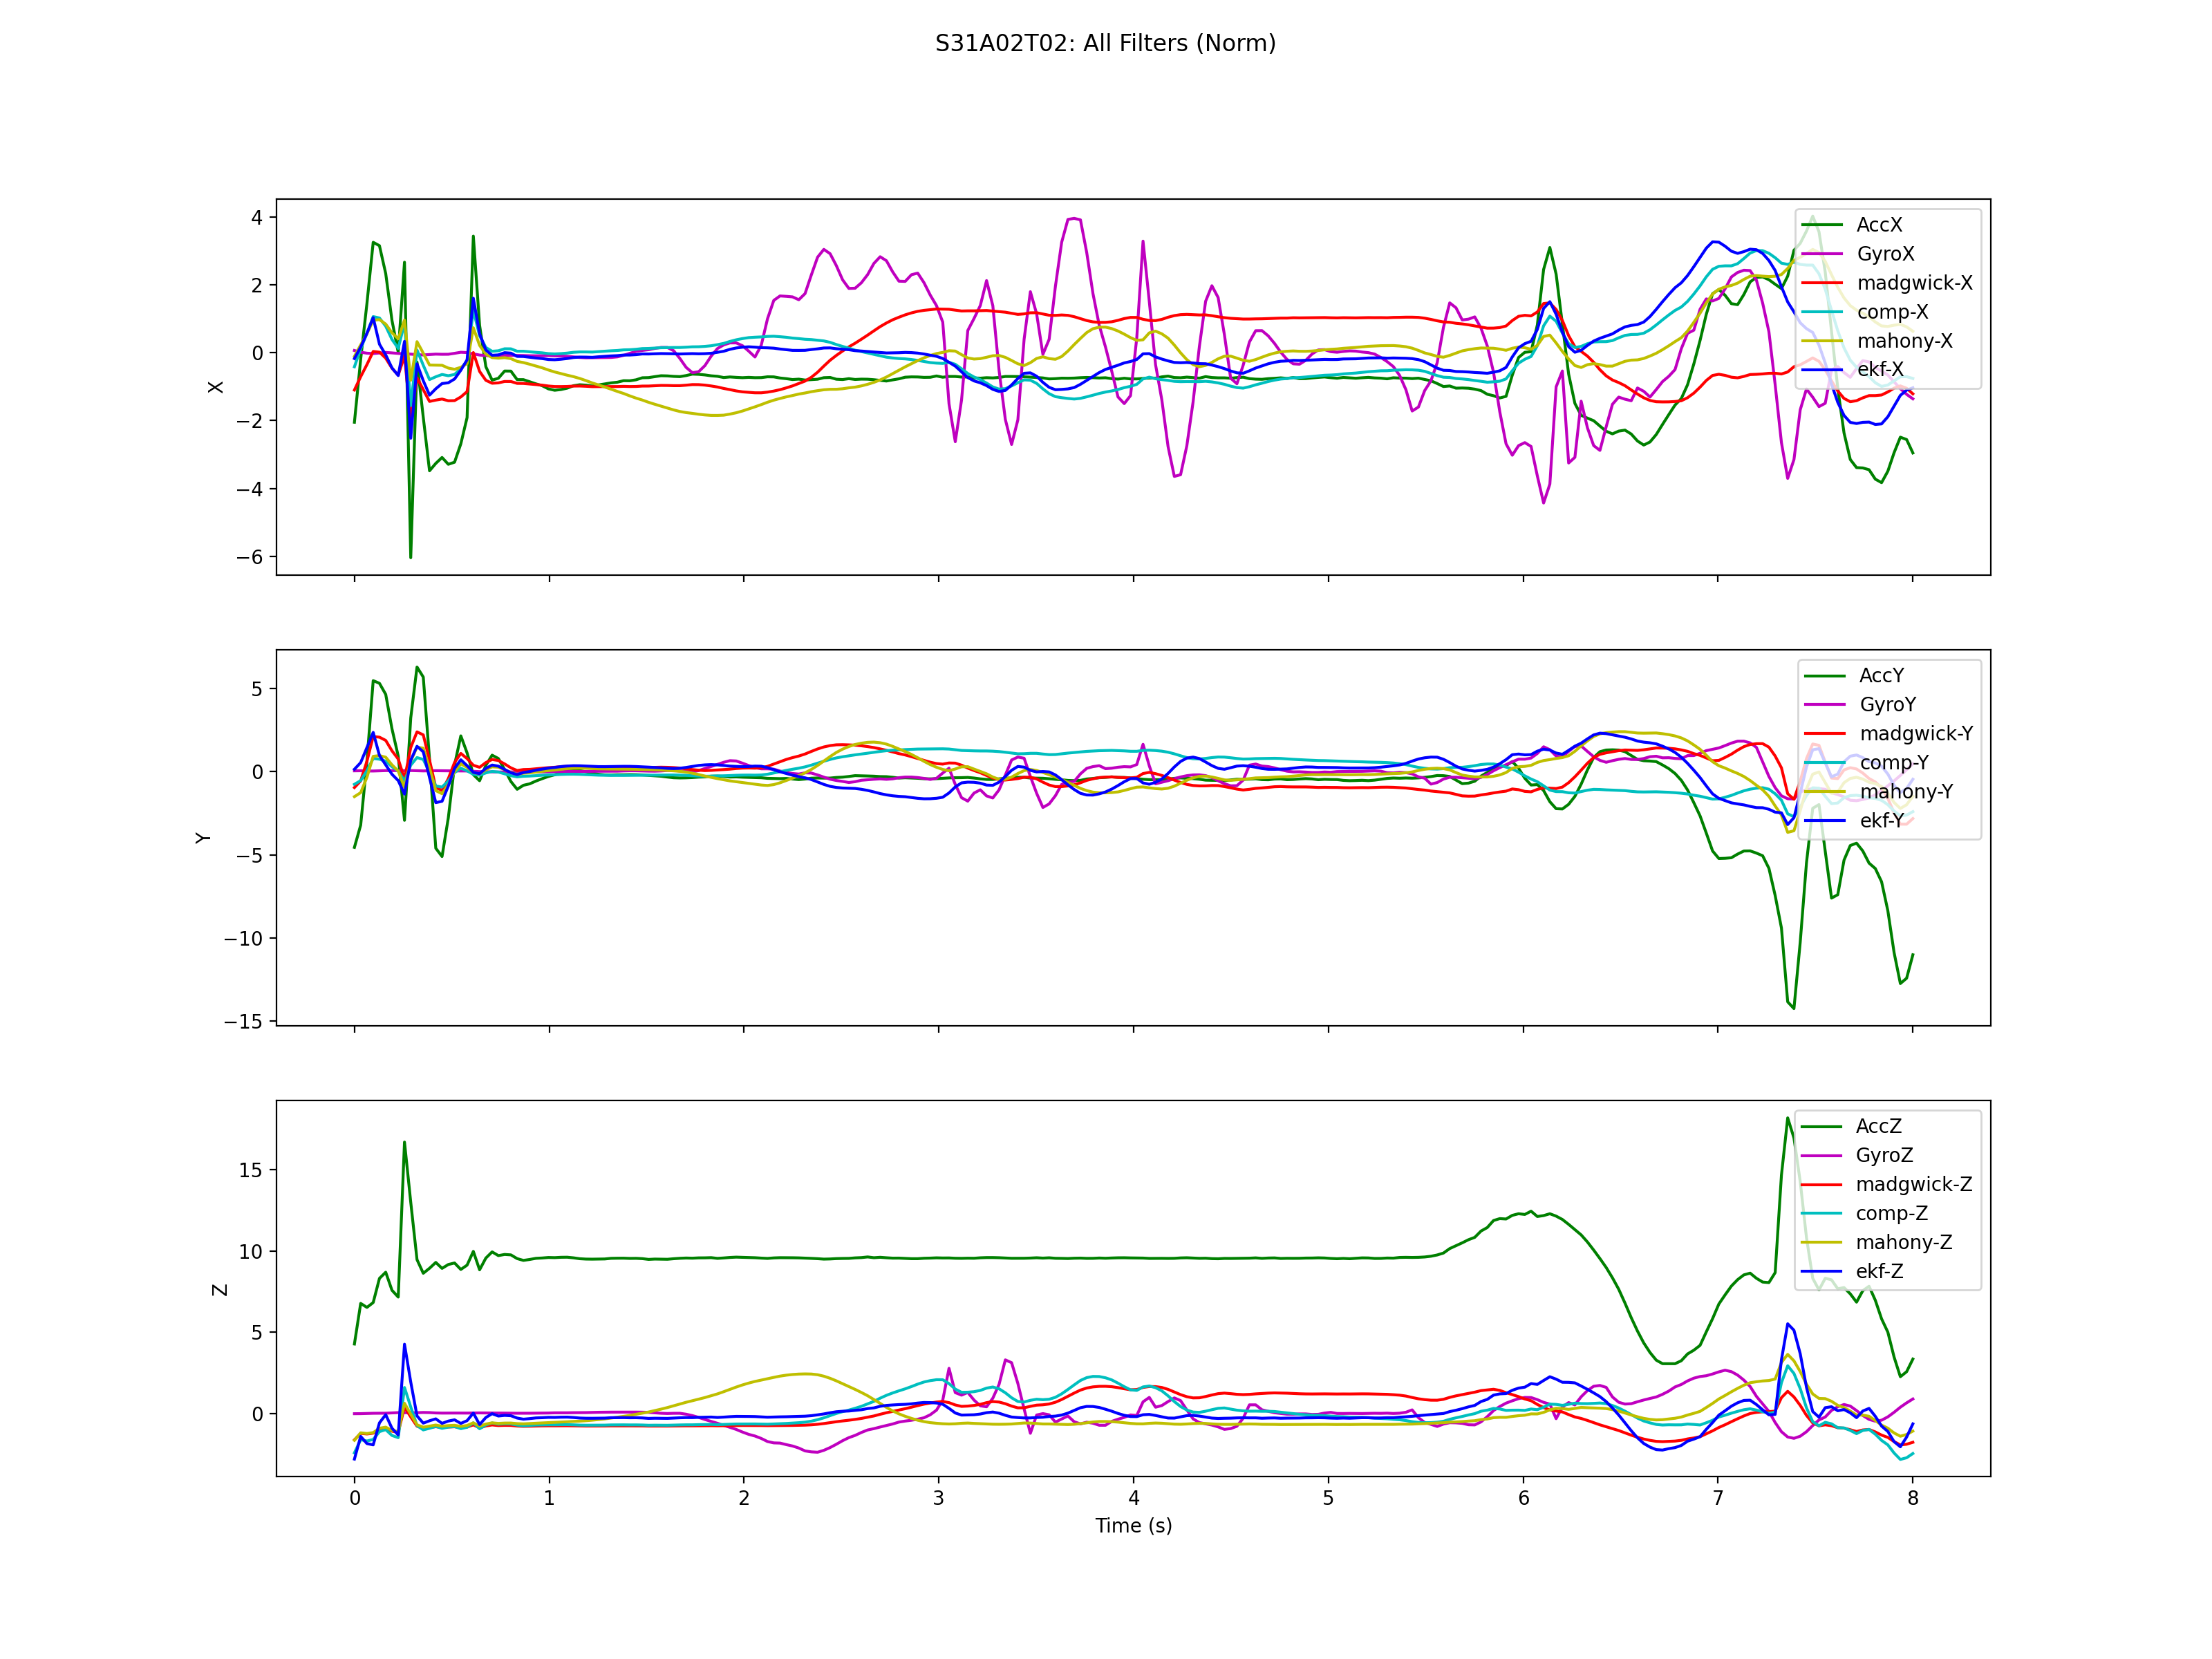 S31A02T02: All Filters (Norm)
4
2
0
−2
−4
−6
X
AccX
GyroX
madgwick-X
comp-X
mahony-X
ekf-X
5
0
−5
−10
−15
Y
AccY
GyroY
madgwick-Y
comp-Y
mahony-Y
ekf-Y
15
10
5
0
Z
AccZ
GyroZ
madgwick-Z
comp-Z
mahony-Z
ekf-Z
0 1 2 3 4 5 6 7 8
Time (s)